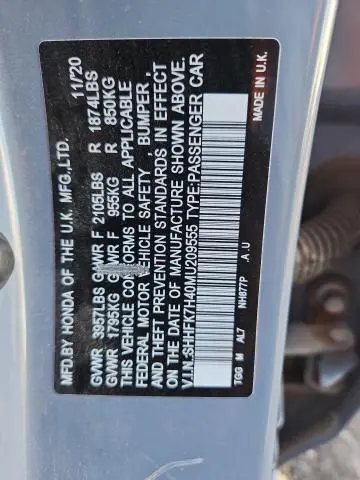 MFD.BY HONDA OF THE U.K. MFG.,LTD. 11/20
GVWR 3957LBS GAWR F 2105LBS R 1874LBS
GVWR 1795KG GAWR F 955KG R 850KG
THIS VEHICLE CONFORMS TO ALL APPLICABLE
FEDERAL MOTOR VEHICLE SAFETY , BUMPER ,
AND THEFT PREVENTION STANDARDS IN EFFECT
ON THE DATE OF MANUFACTURE SHOWN ABOVE.
V.I.N.:SHHFK7H40MU209555 TYPE:PASSENGER CAR
MADE IN U.K.
NH877P .A .U
TGG M AL7